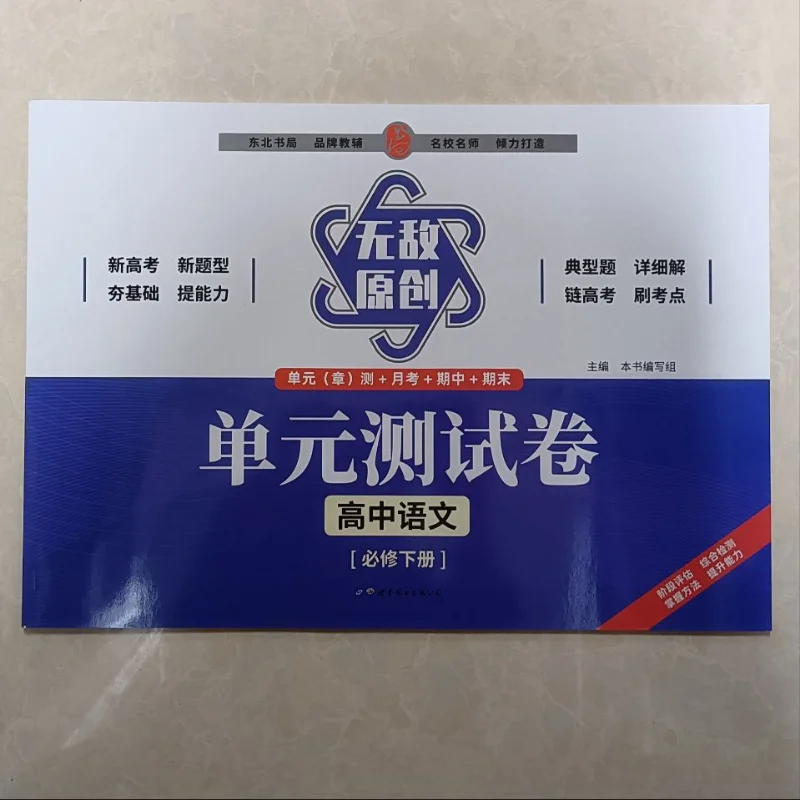 东北书局 品牌教辅 名校名师 倾力打造
无敌
原创
新高考 新题型
夯基础 提能力
典型题 详细解
链高考 刷考点
主编 本书编写组
单元（章）测+月考+期中+期末
单元测试卷
高中语文
[必修下册]
阶段评估 综合检测
掌握方法 提升能力